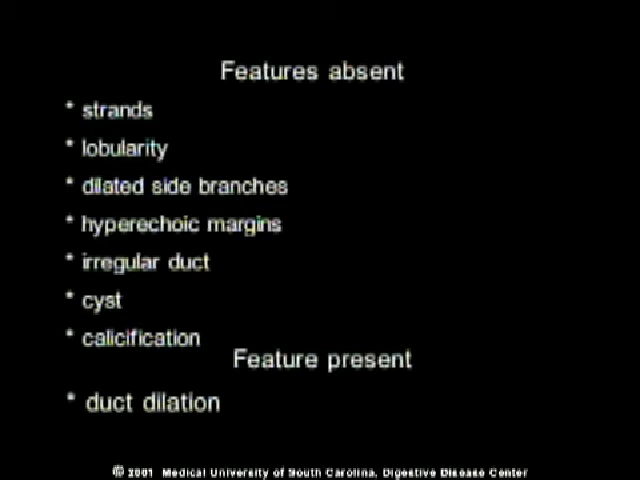 Features absent
* strands
* lobularity
* dilated side branches
* hyperechoic margins
* irregular duct
* cyst
* calicification
Feature present
* duct dilation
© 2001 Medical University of South Carolina. Digestive Disease Center